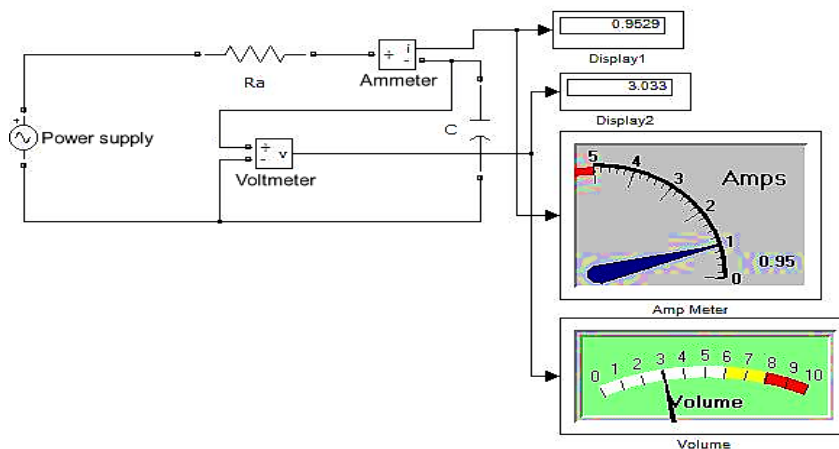 0.9529
Display1
Ra
+ i
-
Ammeter
3.033
Display2
+
Power supply
C
+
- v
Voltmeter
5 4 3 2 1 0
Amps
0.95
Amp Meter
0 1 2 3 4 5 6 7 8 9 10
Volume
Volume